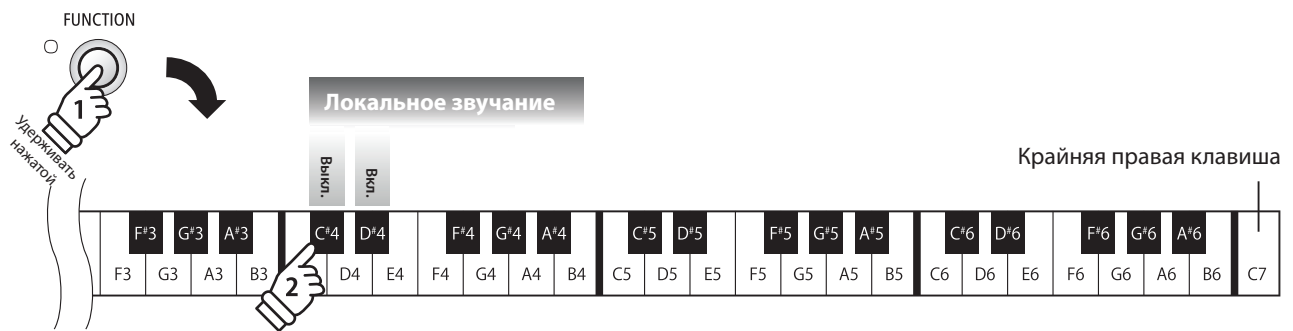 FUNCTION
1
Удерживать
нажатой
Локальное звучание
Выкл.
Вкл.
Крайняя правая клавиша
F#3 G#3 A#3 C#4 D#4 F#4 G#4 A#4 C#5 D#5 F#5 G#5 A#5 C#6 D#6 F#6 G#6 A#6
F3 G3 A3 B3 D4 E4 F4 G4 A4 B4 C5 D5 E5 F5 G5 A5 B5 C6 D6 E6 F6 G6 A6 B6 C7
2